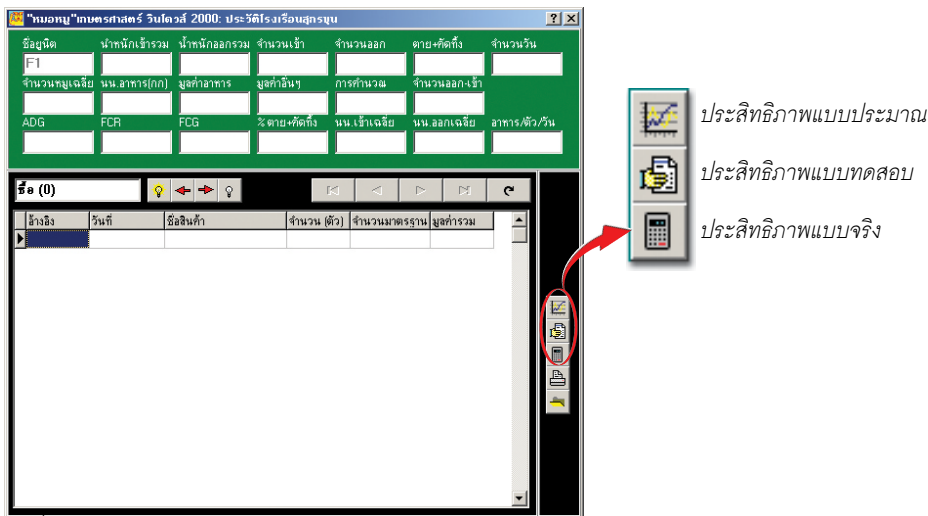 "หมอหมู"เกษตรศาสตร์ วินโดวส์ 2000: ประวัติโรงเรือนสุกรขุน
ชื่อยูนิต นำหนักเข้ารวม น้ำหนักออกรวม จำนวนเข้า จำนวนออก ตาย+คัดทิ้ง จำนวนวัน
F1
จำนวนหมูเฉลี่ย นน.อาหาร(กก) มูลค่าอาหาร มูลค่าอื่นๆ การคำนวณ จำนวนออก-เข้า
ADG FCR FCG %ตาย+คัดทิ้ง นน.เข้าเฉลี่ย นน.ออกเฉลี่ย อาหาร/ตัว/วัน
ซื้อ (0)
อ้างอิง วันที่ ชื่อสินค้า จำนวน (ตัว) จำนวนมาตรฐาน มูลค่ารวม
ประสิทธิภาพแบบประมาณ
ประสิทธิภาพแบบทดสอบ
ประสิทธิภาพแบบจริง